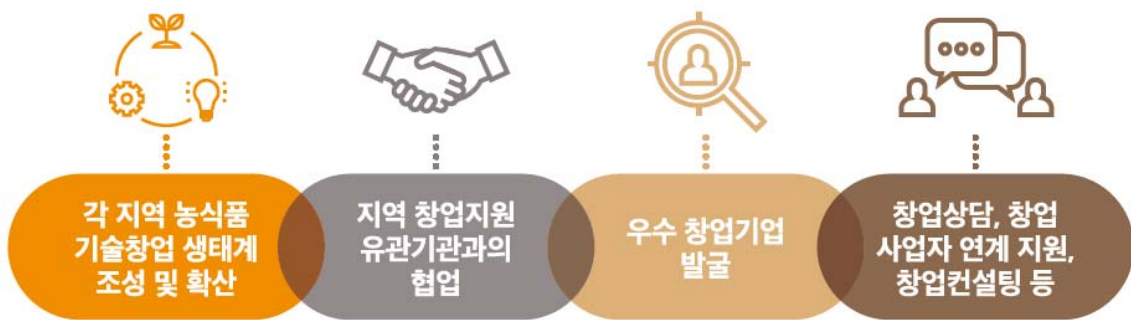 각 지역 농식품
기술창업 생태계
조성 및 확산
지역 창업지원
유관기관과의
협업
우수 창업기업
발굴
창업상담, 창업
사업자 연계 지원,
창업컨설팅 등